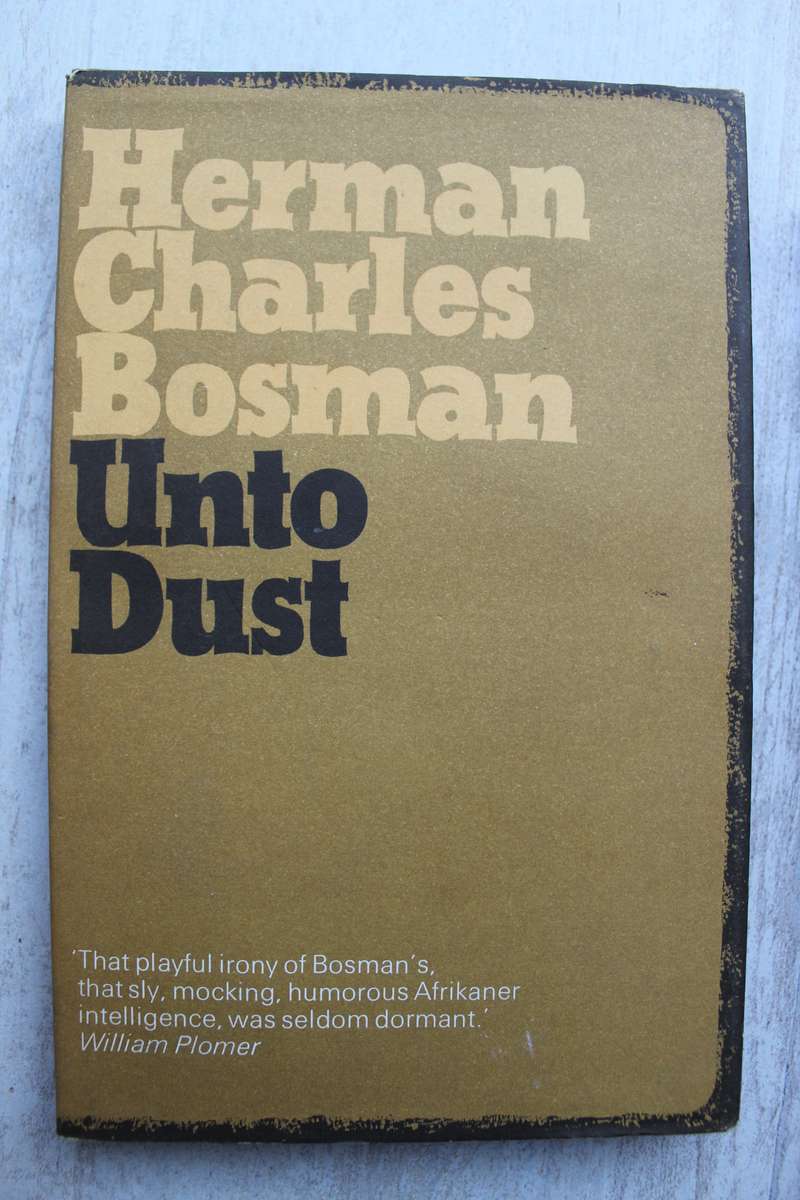 Herman
Charles
Bosman
Unto
Dust
'That playful irony of Bosman's,
that sly, mocking, humorous Afrikaner
intelligence, was seldom dormant.'
William Plomer